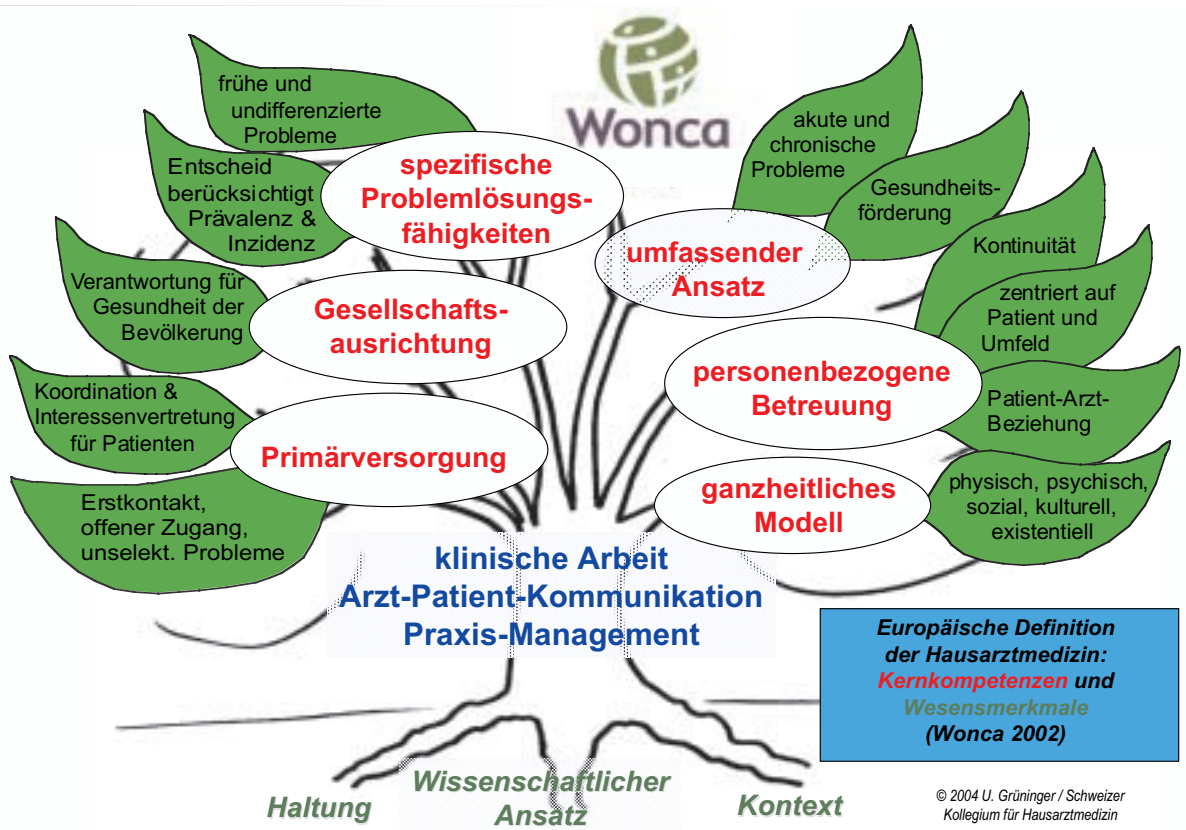 Wonca
frühe und
undifferenzierte
Probleme
Entscheid
berücksichtigt
Prävalenz &
Inzidenz
spezifische
Problemlösungs-
fähigkeiten
Verantwortung für
Gesundheit der
Bevölkerung
Gesellschafts-
ausrichtung
Koordination &
Interessenvertretung
für Patienten
Primärversorgung
Erstkontakt,
offener Zugang,
unselekt. Probleme
akute und
chronische
Probleme
Gesundheits-
förderung
umfassender
Ansatz
Kontinuität
zentriert auf
Patient und
Umfeld
personenbezogene
Betreuung
Patient-Arzt-
Beziehung
ganzheitliches
Modell
physisch, psychisch,
sozial, kulturell,
existentiell
klinische Arbeit
Arzt-Patient-Kommunikation
Praxis-Management
Europäische Definition
der Hausarztmedizin:
Kernkompetenzen und
Wesensmerkmale
(Wonca 2002)
Haltung
Wissenschaftlicher
Ansatz
Kontext
© 2004 U. Grüninger / Schweizer
Kollegium für Hausarztmedizin